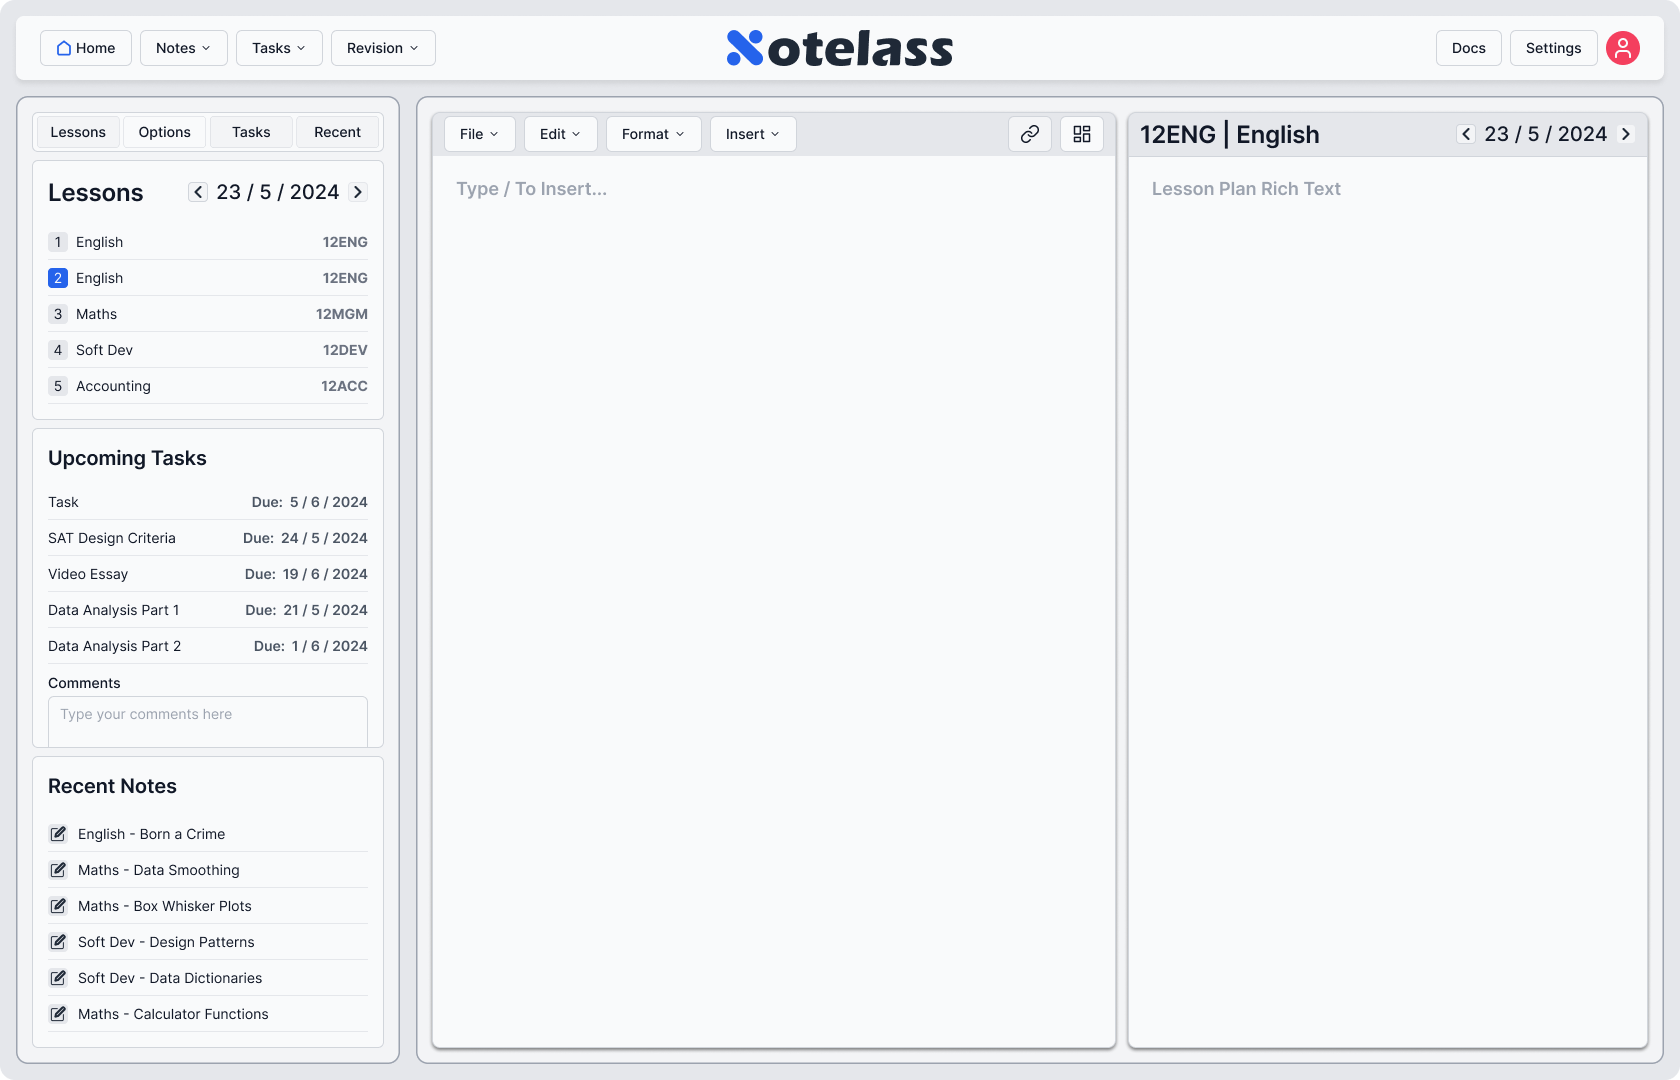 Home Notes Tasks Revision
Notelass
Docs Settings
Lessons Options Tasks Recent
Lessons 23 / 5 / 2024
1 English 12ENG
2 English 12ENG
3 Maths 12MGM
4 Soft Dev 12DEV
5 Accounting 12ACC
Upcoming Tasks
Task Due: 5 / 6 / 2024
SAT Design Criteria Due: 24 / 5 / 2024
Video Essay Due: 19 / 6 / 2024
Data Analysis Part 1 Due: 21 / 5 / 2024
Data Analysis Part 2 Due: 1 / 6 / 2024
Comments
Type your comments here
Recent Notes
English - Born a Crime
Maths - Data Smoothing
Maths - Box Whisker Plots
Soft Dev - Design Patterns
Soft Dev - Data Dictionaries
Maths - Calculator Functions
File Edit Format Insert
Type / To Insert...
12ENG | English 23 / 5 / 2024
Lesson Plan Rich Text